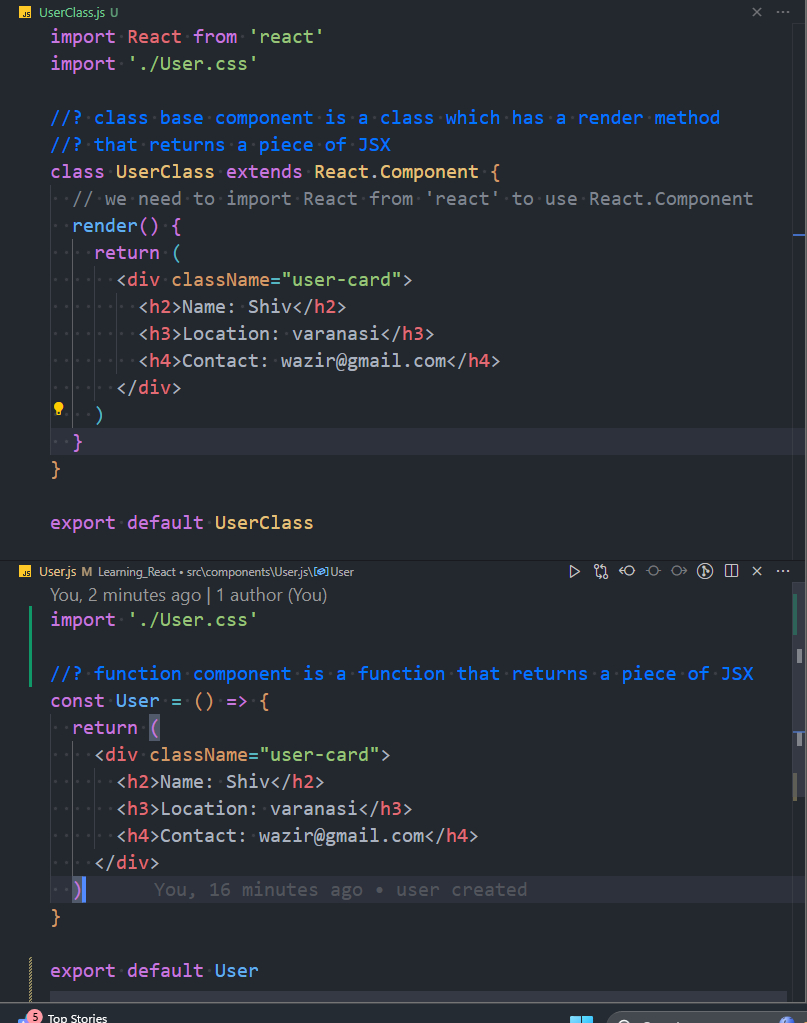 UserClass.js U
import React from 'react'
import './User.css'
//? class base component is a class which has a render method
//? that returns a piece of JSX
class UserClass extends React.Component {
// we need to import React from 'react' to use React.Component
render() {
return (
<div className="user-card">
<h2>Name: Shiv</h2>
<h3>Location: varanasi</h3>
<h4>Contact: wazir@gmail.com</h4>
</div>
)
}
}
export default UserClass
User.js M Learning_React • src\components\User.js\User
You, 2 minutes ago | 1 author (You)
import './User.css'
//? function component is a function that returns a piece of JSX
const User = () => {
return (
<div className="user-card">
<h2>Name: Shiv</h2>
<h3>Location: varanasi</h3>
<h4>Contact: wazir@gmail.com</h4>
</div>
) You, 16 minutes ago • user created
}
export default User
5 Top Stories